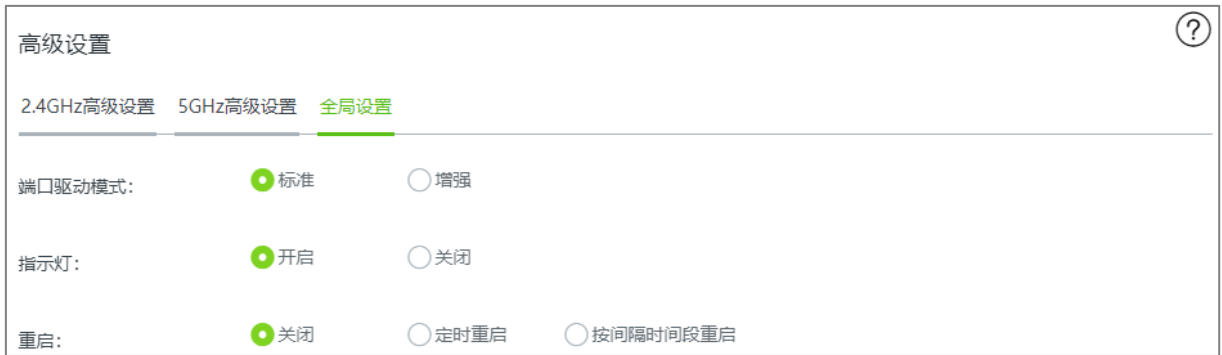 高级设置
?
2.4GHz高级设置 5GHz高级设置 全局设置
端口驱动模式： 标准 增强
指示灯： 开启 关闭
重启： 关闭 定时重启 按间隔时间段重启